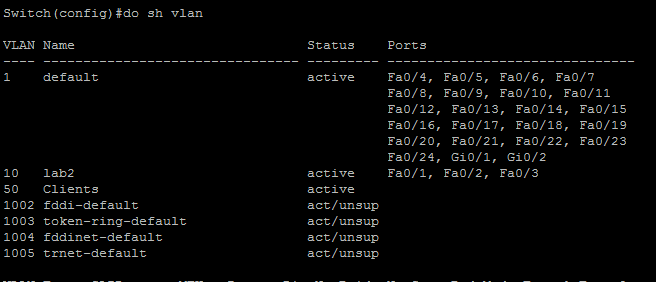 Switch(config)#do sh vlan
VLAN Name                             Status    Ports
---- -------------------------------- --------- -------------------------------
1    default                          active    Fa0/4, Fa0/5, Fa0/6, Fa0/7
                                                Fa0/8, Fa0/9, Fa0/10, Fa0/11
                                                Fa0/12, Fa0/13, Fa0/14, Fa0/15
                                                Fa0/16, Fa0/17, Fa0/18, Fa0/19
                                                Fa0/20, Fa0/21, Fa0/22, Fa0/23
                                                Fa0/24, Gi0/1, Gi0/2
10   lab2                             active    Fa0/1, Fa0/2, Fa0/3
50   Clients                          active
1002 fddi-default                     act/unsup
1003 token-ring-default               act/unsup
1004 fddinet-default                  act/unsup
1005 trnet-default                    act/unsup